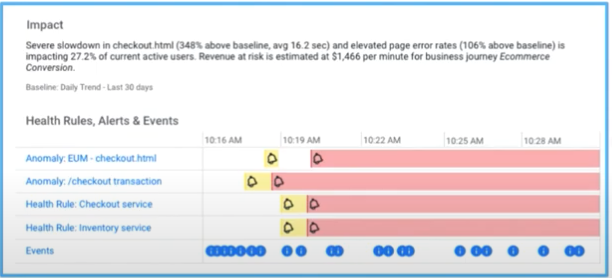 Impact
Severe slowdown in checkout.html (348% above baseline, avg 16.2 sec) and elevated page error rates (106% above baseline) is
impacting 27.2% of current active users. Revenue at risk is estimated at $1,466 per minute for business journey Ecommerce
Conversion.
Baseline: Daily Trend - Last 30 days
Health Rules, Alerts & Events
10:16 AM 10:19 AM 10:22 AM 10:25 AM 10:28 AM
Anomaly: EUM - checkout.html
Anomaly: /checkout transaction
Health Rule: Checkout service
Health Rule: Inventory service
Events